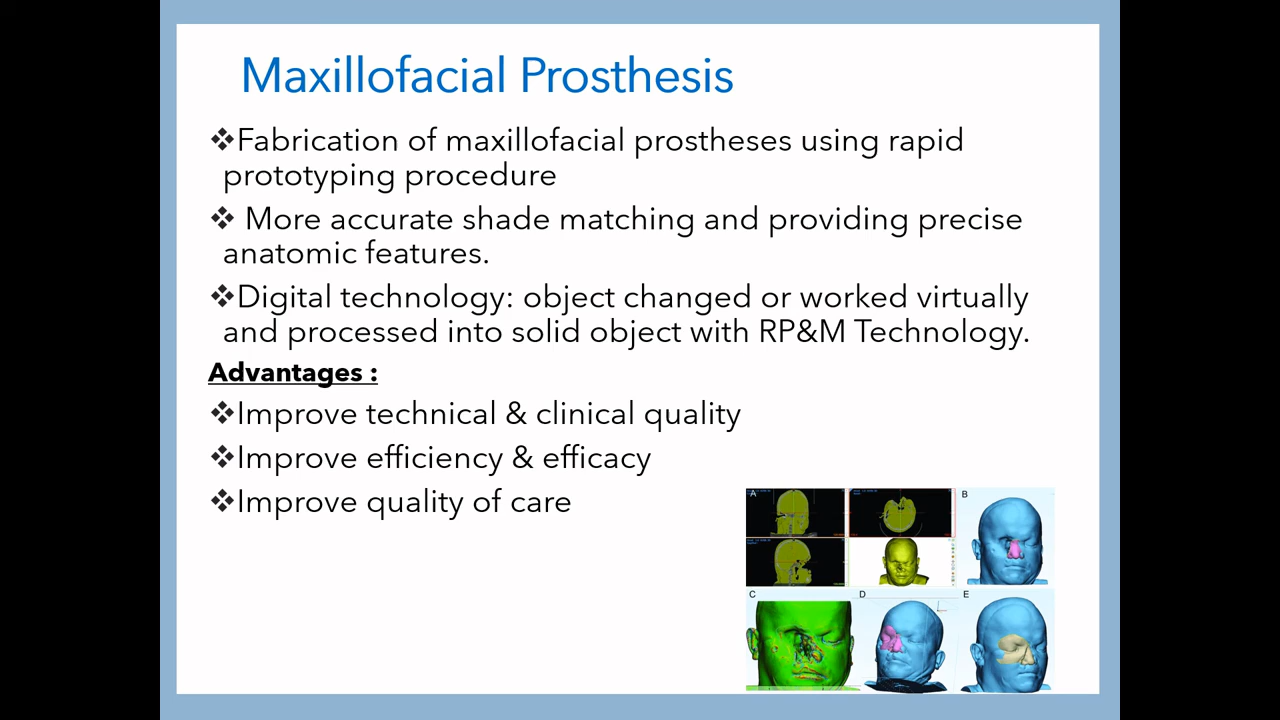 Maxillofacial Prosthesis
❖Fabrication of maxillofacial prostheses using rapid
prototyping procedure
❖ More accurate shade matching and providing precise
anatomic features.
❖Digital technology: object changed or worked virtually
and processed into solid object with RP&M Technology.
Advantages :
❖Improve technical & clinical quality
❖Improve efficiency & efficacy
❖Improve quality of care
A
B
C
D
E